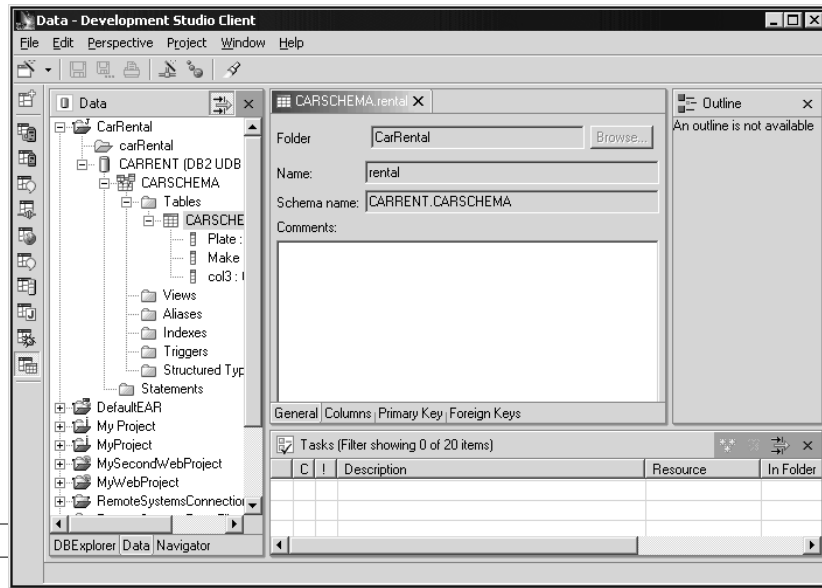 Data - Development Studio Client
File Edit Perspective Project Window Help
Data
CarRental
carRental
CARRENT (DB2 UDB
CARSCHEMA
Tables
CARSCHE
Plate :
Make
col3 :
Views
Aliases
Indexes
Triggers
Structured Typ
Statements
DefaultEAR
My Project
MyProject
MySecondWebProject
MyWebProject
RemoteSystemsConnection
DBExplorer Data Navigator
CARSCHEMA.rental
Folder CarRental Browse...
Name: rental
Schema name: CARRENT.CARSCHEMA
Comments:
General Columns Primary Key Foreign Keys
Outline
An outline is not available
Tasks (Filter showing 0 of 20 items)
C ! Description Resource In Folder